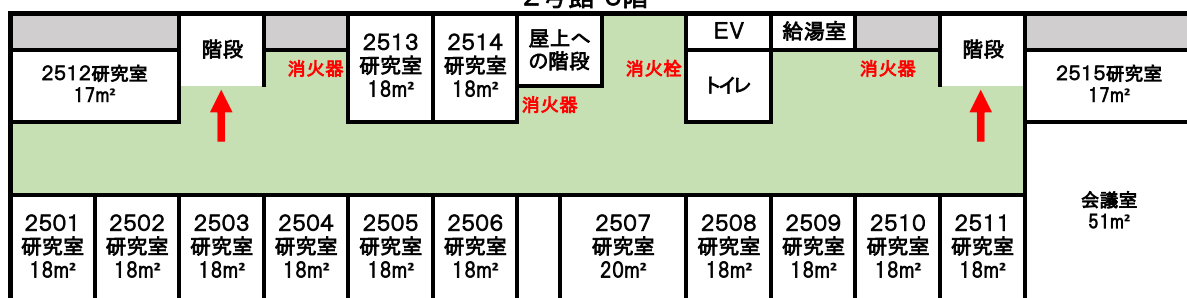 2号館 5階
階段
2513
研究室
18m²
2514
研究室
18m²
屋上へ
の階段
EV
給湯室
階段
2512研究室
17m²
消火器
消火栓
トイレ
消火器
2515研究室
17m²
消火器
会議室
51m²
2501
研究室
18m²
2502
研究室
18m²
2503
研究室
18m²
2504
研究室
18m²
2505
研究室
18m²
2506
研究室
18m²
2507
研究室
20m²
2508
研究室
18m²
2509
研究室
18m²
2510
研究室
18m²
2511
研究室
18m²